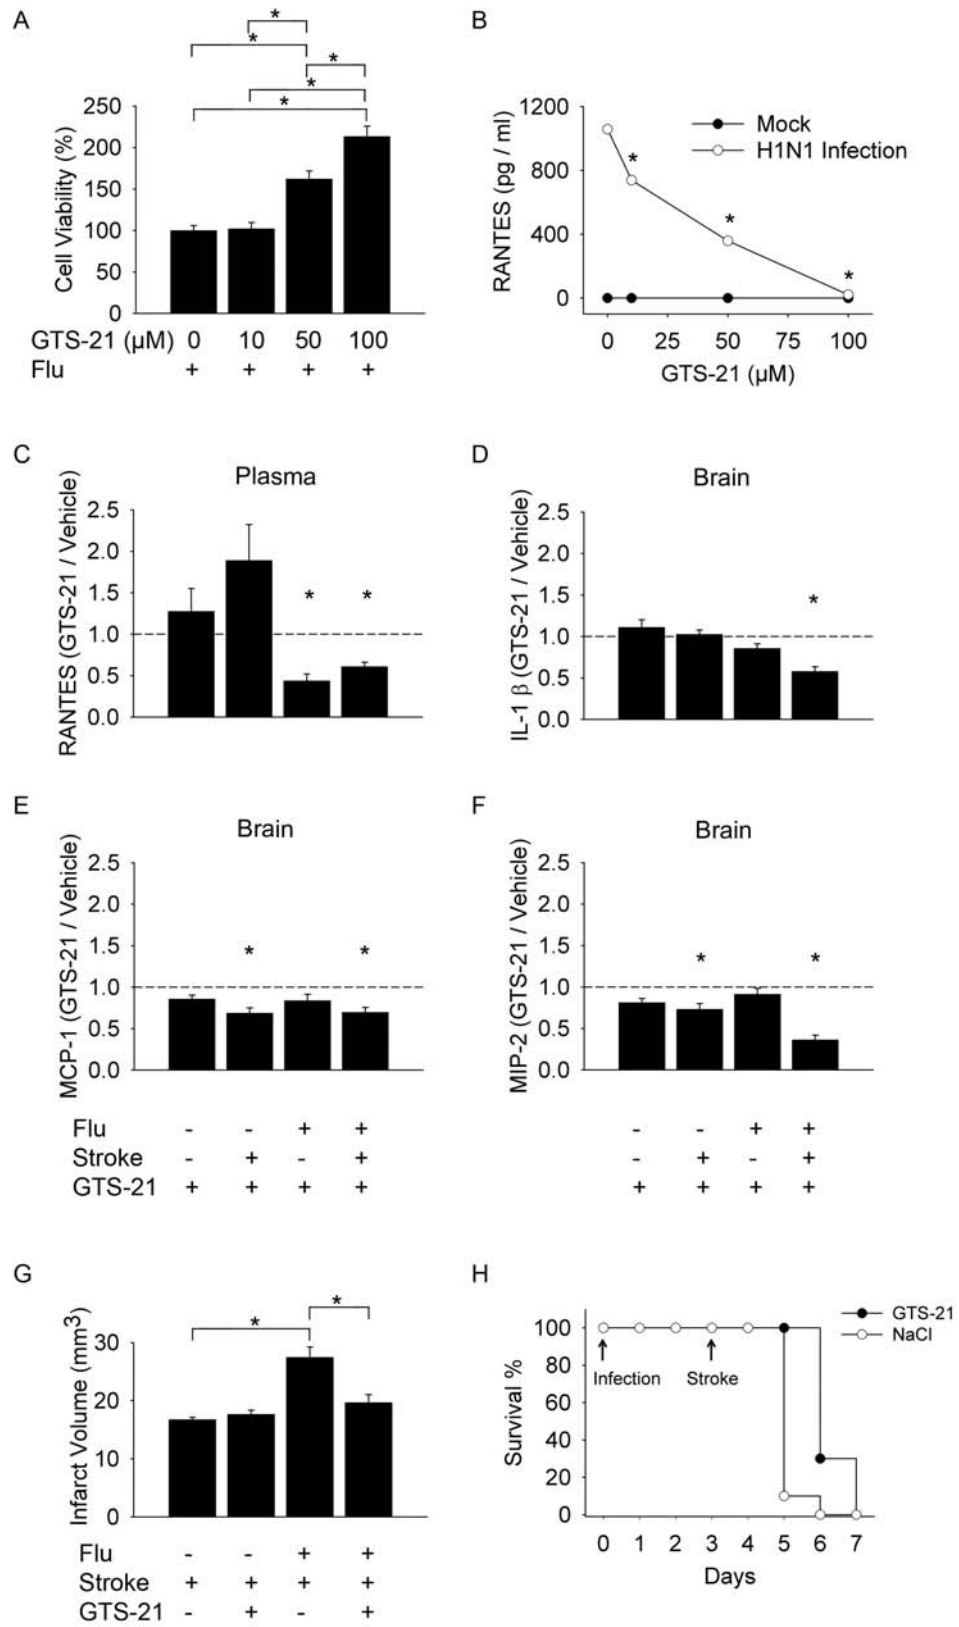 A
* * * * *
Cell Viability (%)
250
200
150
100
50
0
GTS-21 (µM) 0 10 50 100
Flu + + + +
B
RANTES (pg / ml)
1200
800
400
0
Mock
H1N1 Infection
* * *
0 25 50 75 100
GTS-21 (µM)
C
Plasma
RANTES (GTS-21 / Vehicle)
2.5
2.0
1.5
1.0
0.5
0.0
* *
D
Brain
IL-1 β (GTS-21 / Vehicle)
2.5
2.0
1.5
1.0
0.5
0.0
*
E
Brain
MCP-1 (GTS-21 / Vehicle)
2.5
2.0
1.5
1.0
0.5
0.0
* *
Flu - - + +
Stroke - + - +
GTS-21 + + + +
F
Brain
MIP-2 (GTS-21 / Vehicle)
2.5
2.0
1.5
1.0
0.5
0.0
* *
- - + +
- + - +
+ + + +
G
Infarct Volume (mm3)
30
20
10
0
* *
Flu - - + +
Stroke + + + +
GTS-21 - + - +
H
Survival %
100
80
60
40
20
0
GTS-21
NaCl
Infection Stroke
0 1 2 3 4 5 6 7
Days